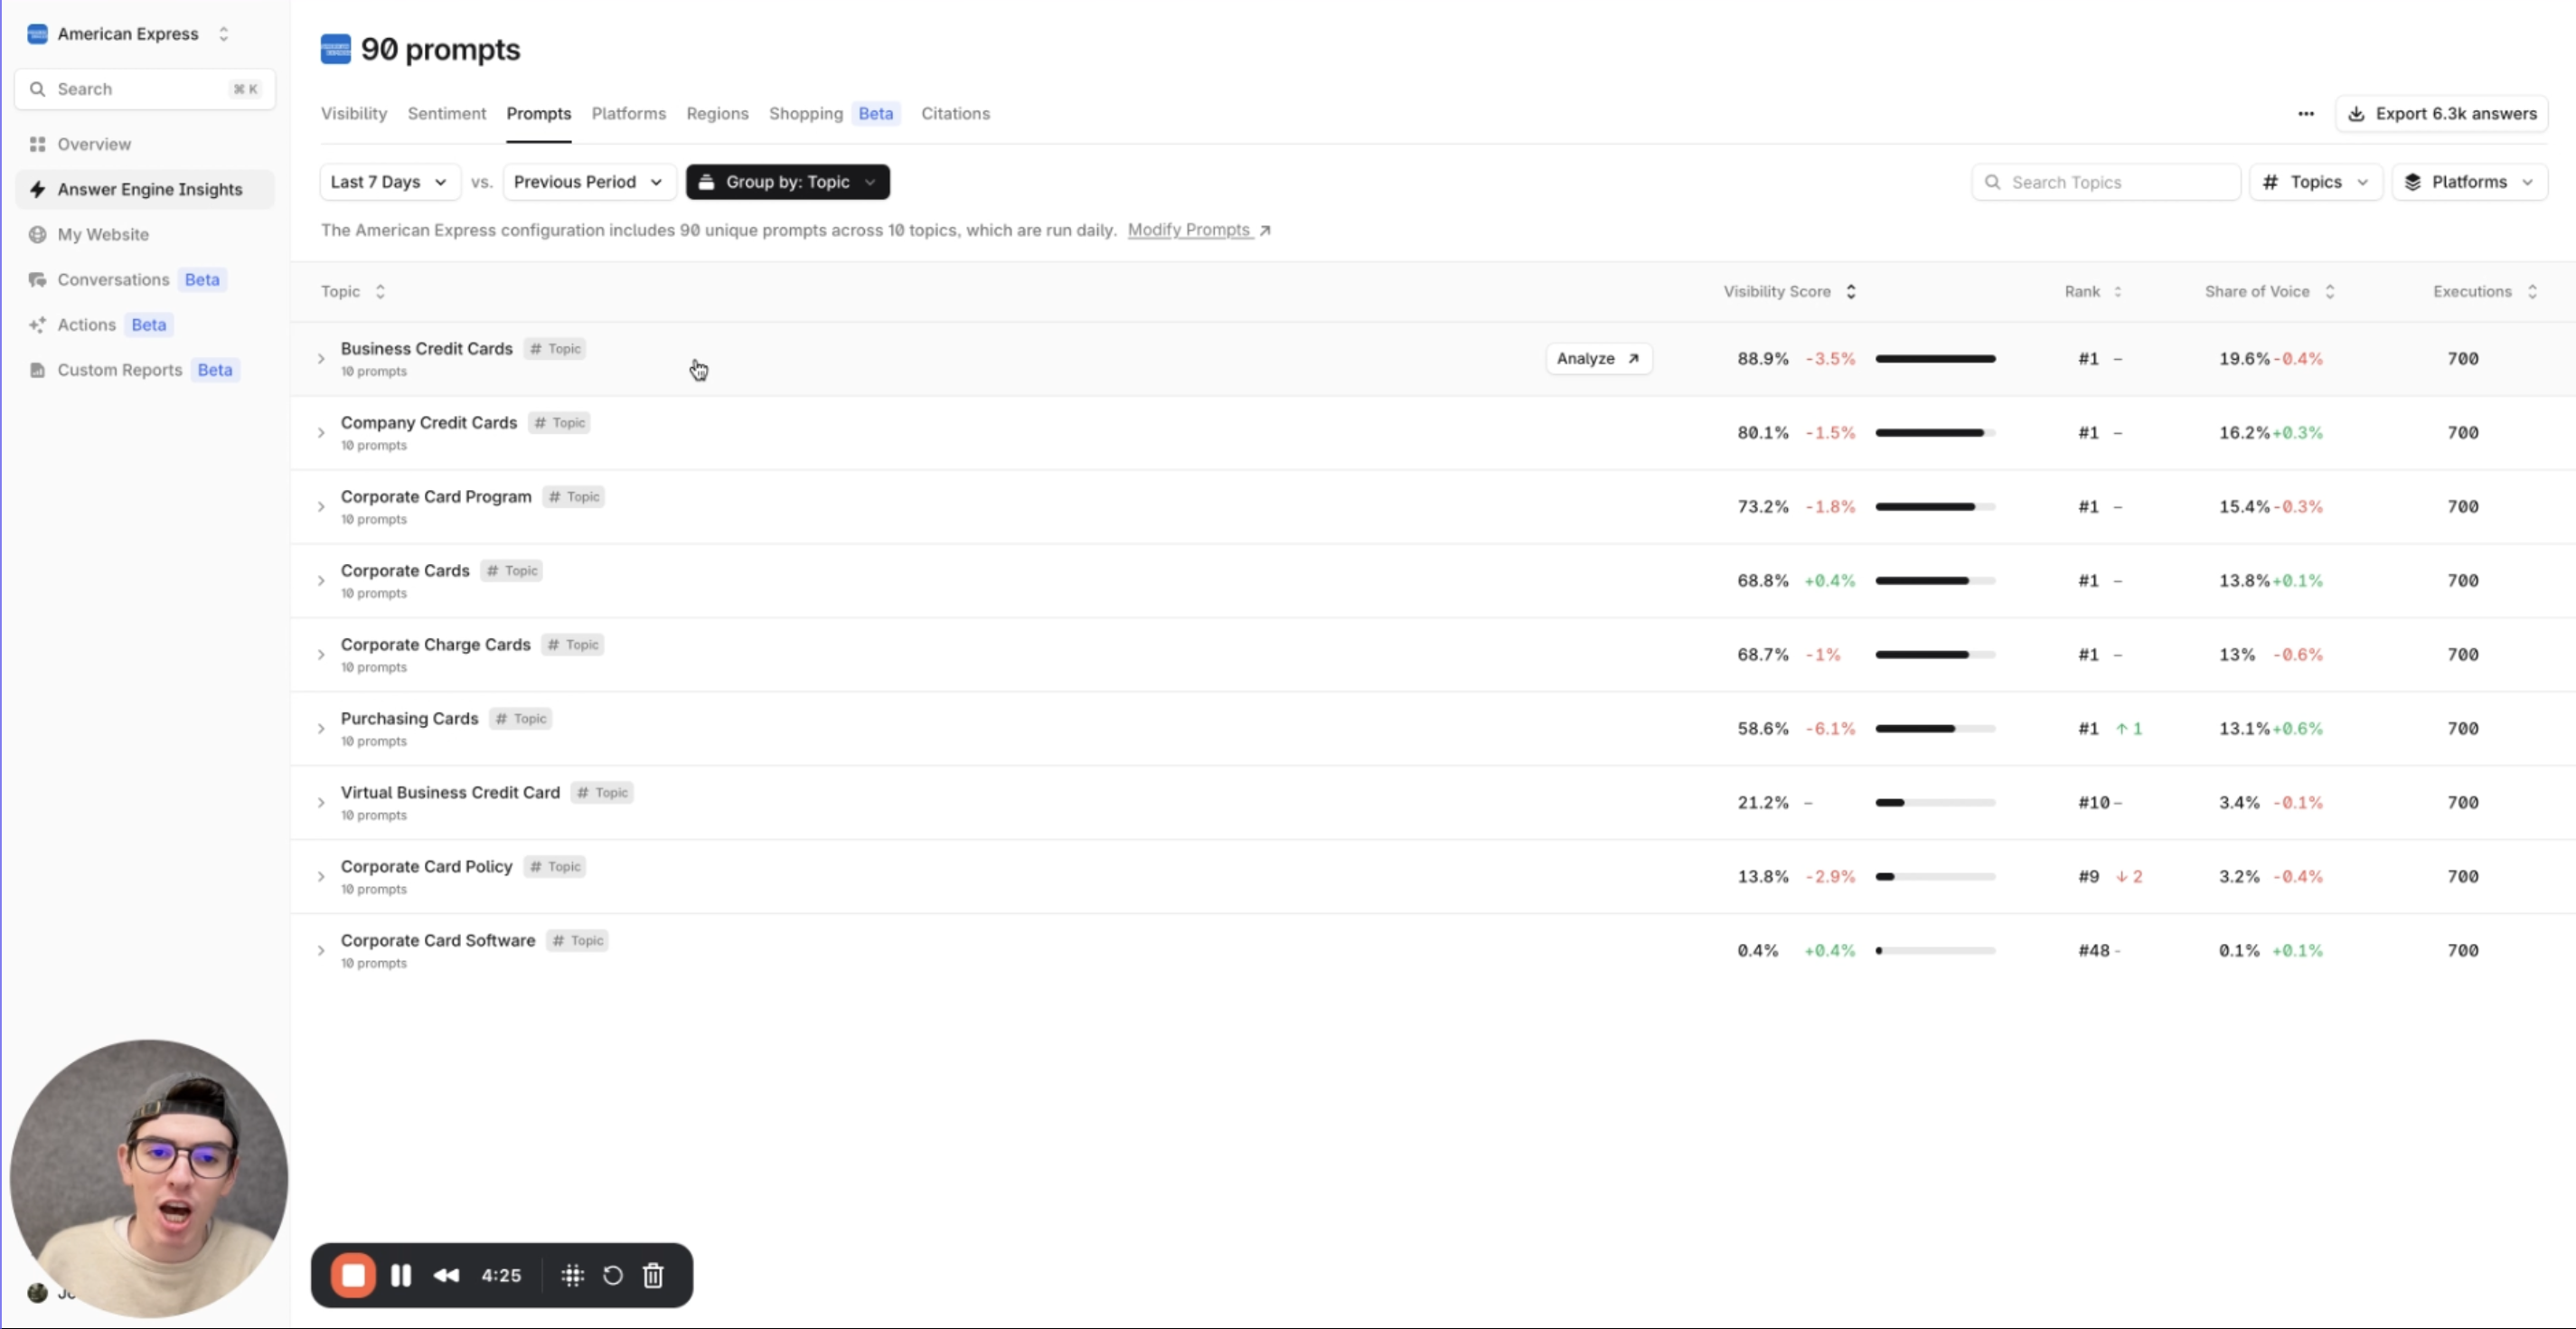 American Express
90 prompts
Search ⌘ K
Overview
Answer Engine Insights
My Website
Conversations Beta
Actions Beta
Custom Reports Beta
Visibility Sentiment Prompts Platforms Regions Shopping Beta Citations
Export 6.3k answers
Last 7 Days vs. Previous Period Group by: Topic
Search Topics # Topics Platforms
The American Express configuration includes 90 unique prompts across 10 topics, which are run daily. Modify Prompts
Topic Visibility Score Rank Share of Voice Executions
Business Credit Cards # Topic
10 prompts
Analyze 88.9% -3.5% #1 – 19.6% -0.4% 700
Company Credit Cards # Topic
10 prompts
80.1% -1.5% #1 – 16.2% +0.3% 700
Corporate Card Program # Topic
10 prompts
73.2% -1.8% #1 – 15.4% -0.3% 700
Corporate Cards # Topic
10 prompts
68.8% +0.4% #1 – 13.8% +0.1% 700
Corporate Charge Cards # Topic
10 prompts
68.7% -1% #1 – 13% -0.6% 700
Purchasing Cards # Topic
10 prompts
58.6% -6.1% #1 ↑ 1 13.1% +0.6% 700
Virtual Business Credit Card # Topic
10 prompts
21.2% – #10 – 3.4% -0.1% 700
Corporate Card Policy # Topic
10 prompts
13.8% -2.9% #9 ↓ 2 3.2% -0.4% 700
Corporate Card Software # Topic
10 prompts
0.4% +0.4% #48 - 0.1% +0.1% 700
4:25